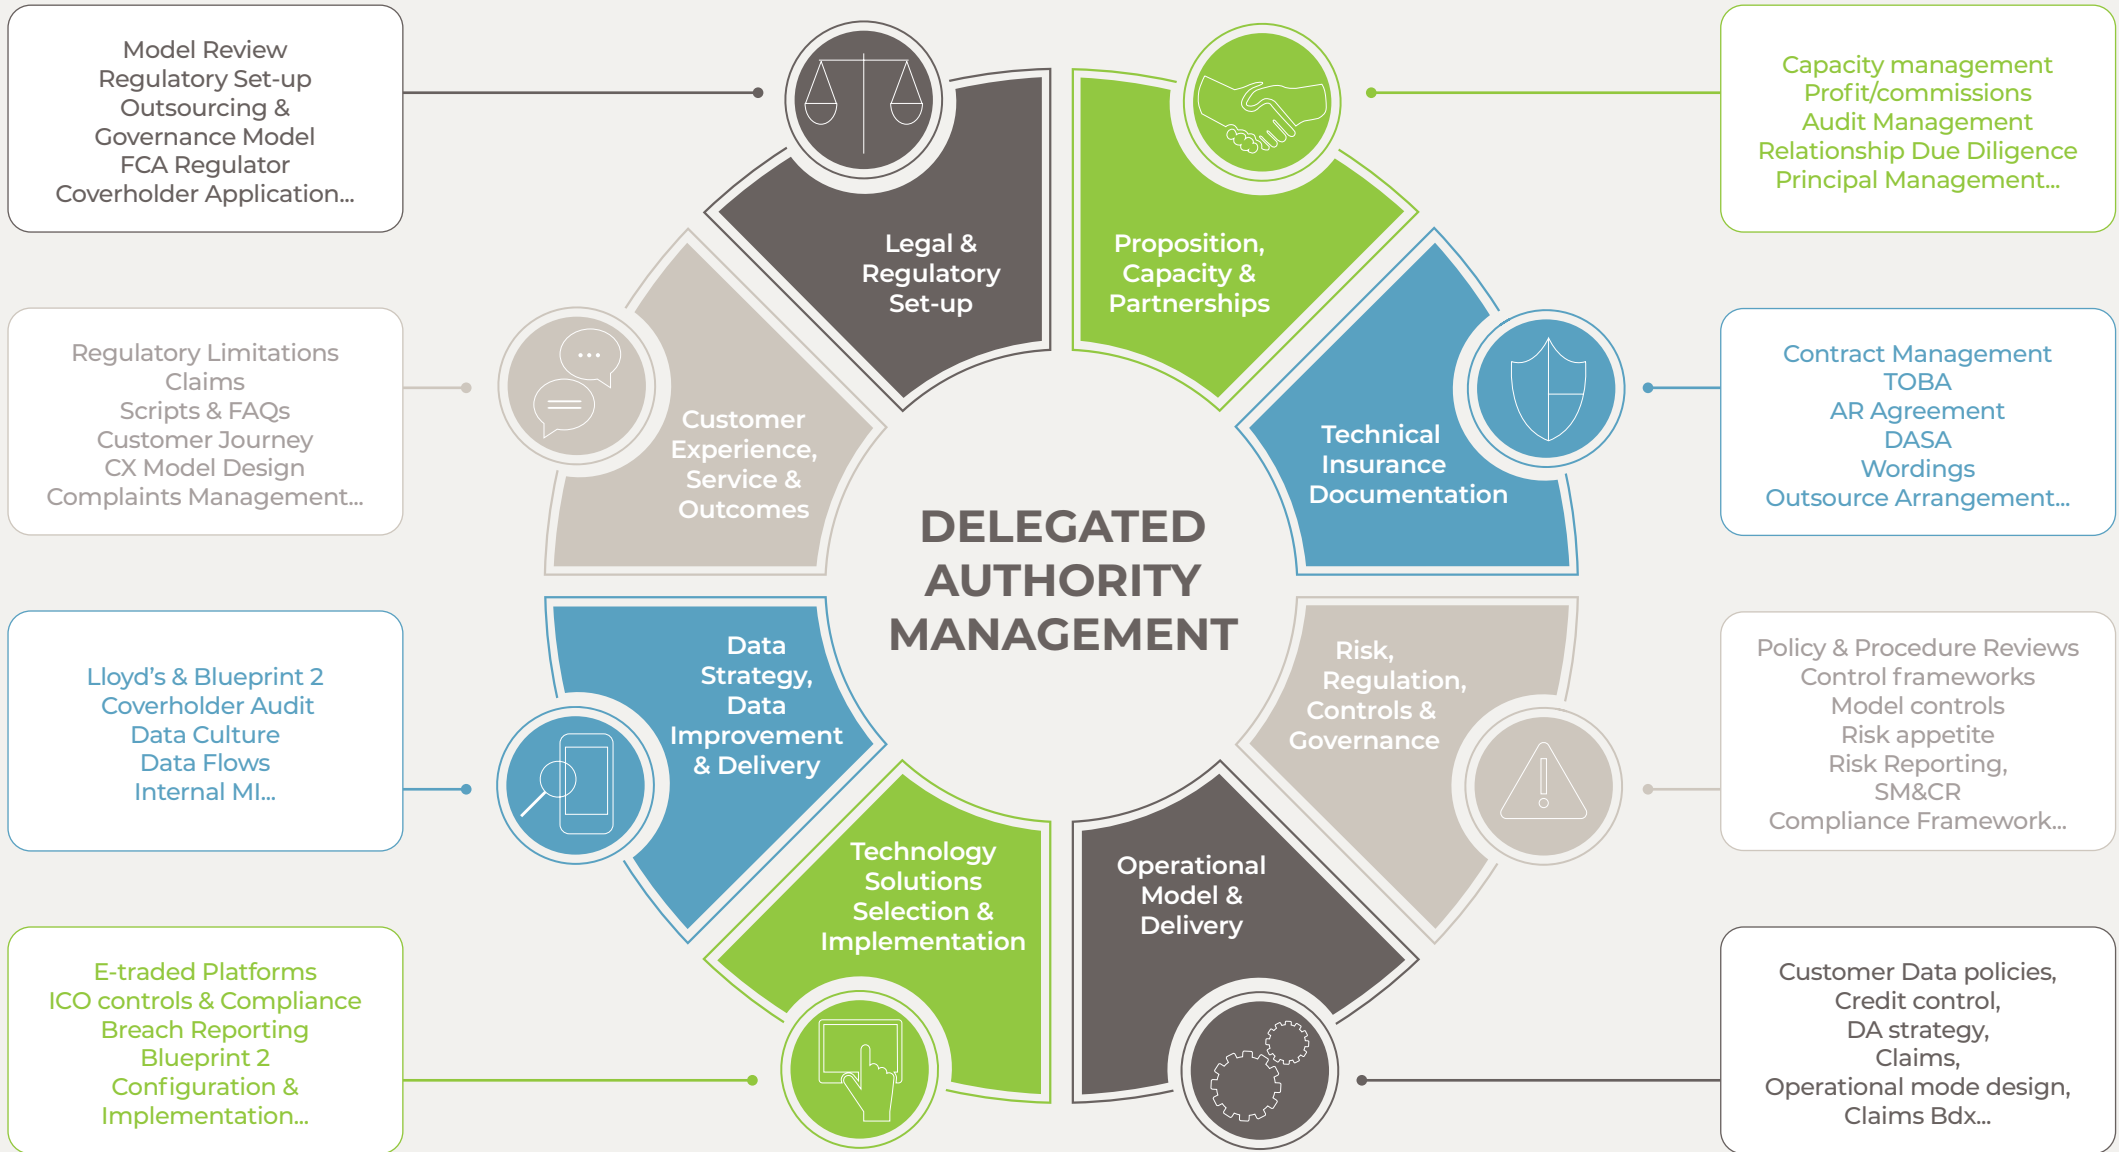 Model Review
Regulatory Set-up
Outsourcing &
Governance Model
FCA Regulator
Coverholder Application...
Capacity management
Profit/commissions
Audit Management
Relationship Due Diligence
Principal Management...
Legal &
Regulatory
Set-up
Proposition,
Capacity &
Partnerships
Regulatory Limitations
Claims
Scripts & FAQs
Customer Journey
CX Model Design
Complaints Management...
Customer
Experience,
Service &
Outcomes
Technical
Insurance
Documentation
Contract Management
TOBA
AR Agreement
DASA
Wordings
Outsource Arrangement...
DELEGATED
AUTHORITY
MANAGEMENT
Lloyd's & Blueprint 2
Coverholder Audit
Data Culture
Data Flows
Internal MI...
Data
Strategy,
Data
Improvement
& Delivery
Risk,
Regulation,
Controls &
Governance
Policy & Procedure Reviews
Control frameworks
Model controls
Risk appetite
Risk Reporting,
SM&CR
Compliance Framework...
Technology
Solutions
Selection &
Implementation
Operational
Model &
Delivery
E-traded Platforms
ICO controls & Compliance
Breach Reporting
Blueprint 2
Configuration &
Implementation...
Customer Data policies,
Credit control,
DA strategy,
Claims,
Operational mode design,
Claims Bdx...